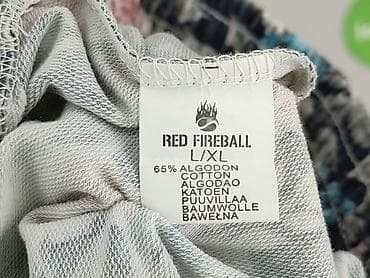 RED FIREBALL
L/XL
65% ALGODON
COTTON
ALGODAO
KATOEN
PUUVILLAA
BAUMWOLLE
BAWEŁNA